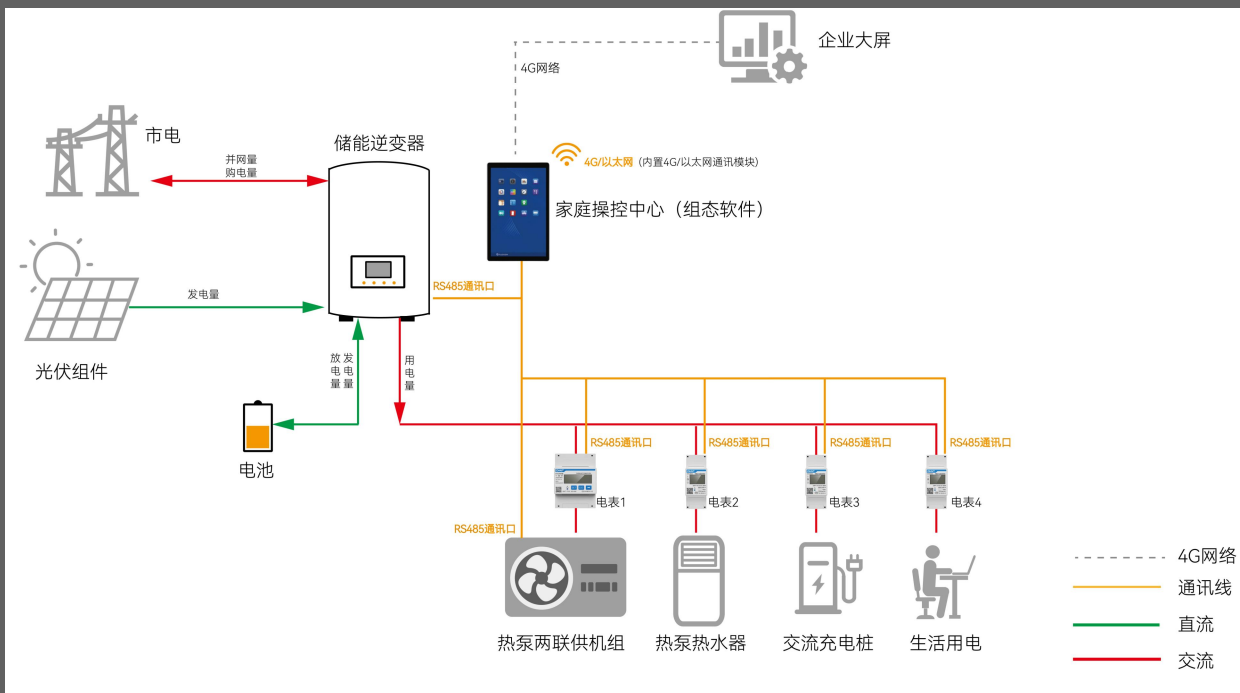 企业大屏
4G网络
市电
储能逆变器
并网量
购电量
4G/以太网（内置4G/以太网通讯模块）
家庭操控中心（组态软件）
RS485通讯口
发电量
光伏组件
放电量
发电量
用电量
电池
RS485通讯口
RS485通讯口
RS485通讯口
RS485通讯口
电表1
电表2
电表3
电表4
RS485通讯口
热泵两联供机组
热泵热水器
交流充电桩
生活用电
4G网络
通讯线
直流
交流